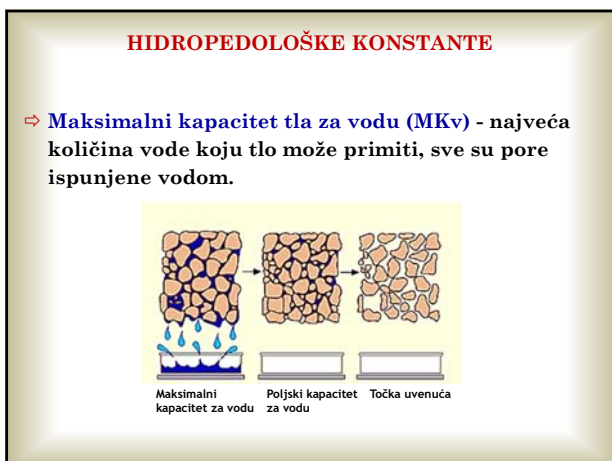 HIDROPEDOLOŠKE KONSTANTE
⇨ Maksimalni kapacitet tla za vodu (MKv) - najveća
količina vode koju tlo može primiti, sve su pore
ispunjene vodom.
Maksimalni kapacitet za vodu
Poljski kapacitet za vodu
Točka uvenuća